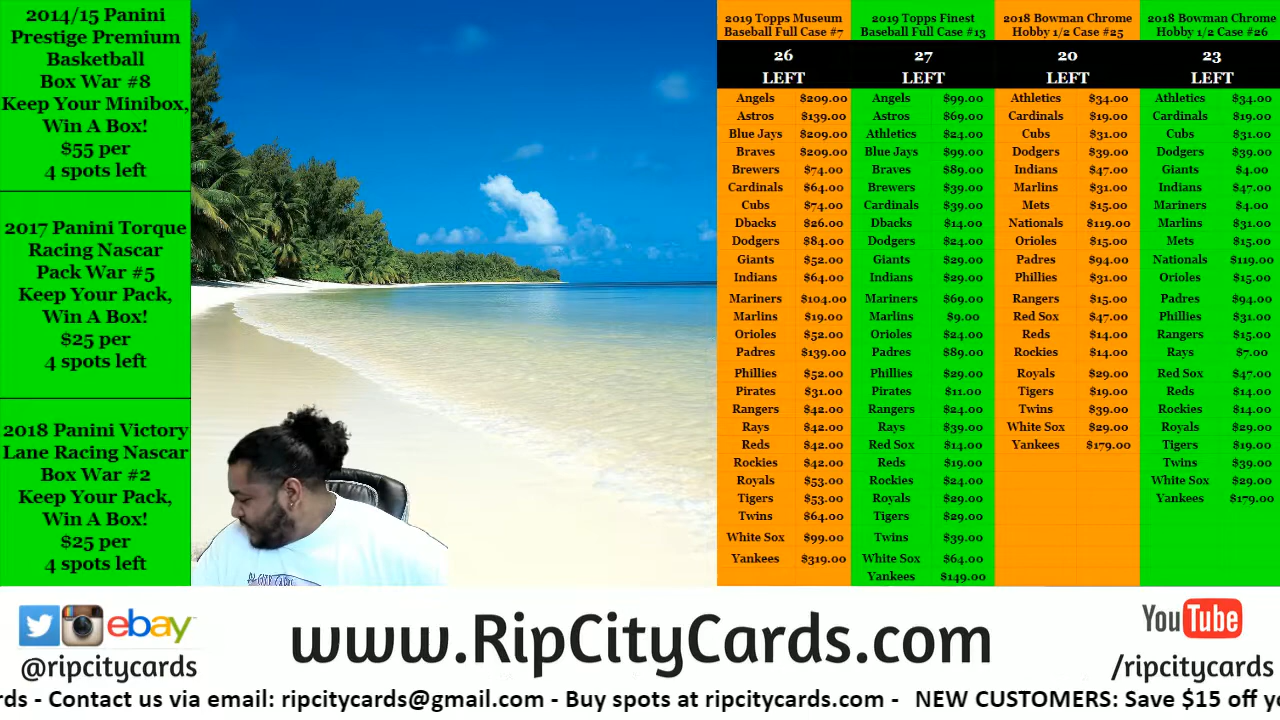 2014/15 Panini
Prestige Premium
Basketball
Box War #8
Keep Your Minibox,
Win A Box!
$55 per
4 spots left
2017 Panini Torque
Racing Nascar
Pack War #5
Keep Your Pack,
Win A Box!
$25 per
4 spots left
2018 Panini Victory
Lane Racing Nascar
Box War #2
Keep Your Pack,
Win A Box!
$25 per
4 spots left
2019 Topps Museum
Baseball Full Case #7
26
LEFT
Angels $209.00
Astros $139.00
Blue Jays $209.00
Braves $209.00
Brewers $74.00
Cardinals $64.00
Cubs $74.00
Dbacks $26.00
Dodgers $84.00
Giants $52.00
Indians $64.00
Mariners $104.00
Marlins $19.00
Orioles $52.00
Padres $139.00
Phillies $52.00
Pirates $31.00
Rangers $42.00
Rays $42.00
Reds $42.00
Rockies $42.00
Royals $53.00
Tigers $53.00
Twins $64.00
White Sox $99.00
Yankees $319.00
2019 Topps Finest
Baseball Full Case #13
27
LEFT
Angels $99.00
Astros $69.00
Athletics $24.00
Blue Jays $99.00
Braves $89.00
Brewers $39.00
Cardinals $39.00
Dbacks $14.00
Dodgers $24.00
Giants $29.00
Indians $29.00
Mariners $69.00
Marlins $9.00
Orioles $24.00
Padres $89.00
Phillies $29.00
Pirates $11.00
Rangers $24.00
Rays $39.00
Red Sox $14.00
Reds $19.00
Rockies $24.00
Royals $29.00
Tigers $29.00
Twins $39.00
White Sox $64.00
Yankees $149.00
2018 Bowman Chrome
Hobby 1/2 Case #25
20
LEFT
Athletics $34.00
Cardinals $19.00
Cubs $31.00
Dodgers $39.00
Indians $47.00
Marlins $31.00
Mets $15.00
Nationals $119.00
Orioles $15.00
Padres $94.00
Phillies $31.00
Rangers $15.00
Red Sox $47.00
Reds $14.00
Rockies $14.00
Royals $29.00
Tigers $19.00
Twins $39.00
White Sox $29.00
Yankees $179.00
2018 Bowman Chrome
Hobby 1/2 Case #26
23
LEFT
Athletics $34.00
Cardinals $19.00
Cubs $31.00
Dodgers $39.00
Giants $4.00
Indians $47.00
Mariners $4.00
Marlins $31.00
Mets $15.00
Nationals $119.00
Orioles $15.00
Padres $94.00
Phillies $31.00
Rangers $15.00
Rays $7.00
Red Sox $47.00
Reds $14.00
Rockies $14.00
Royals $29.00
Tigers $19.00
Twins $39.00
White Sox $29.00
Yankees $179.00
ebay
@ripcitycards
www.RipCityCards.com
YouTube
/ripcitycards
rds - Contact us via email: ripcitycards@gmail.com - Buy spots at ripcitycards.com - NEW CUSTOMERS: Save $15 off yo